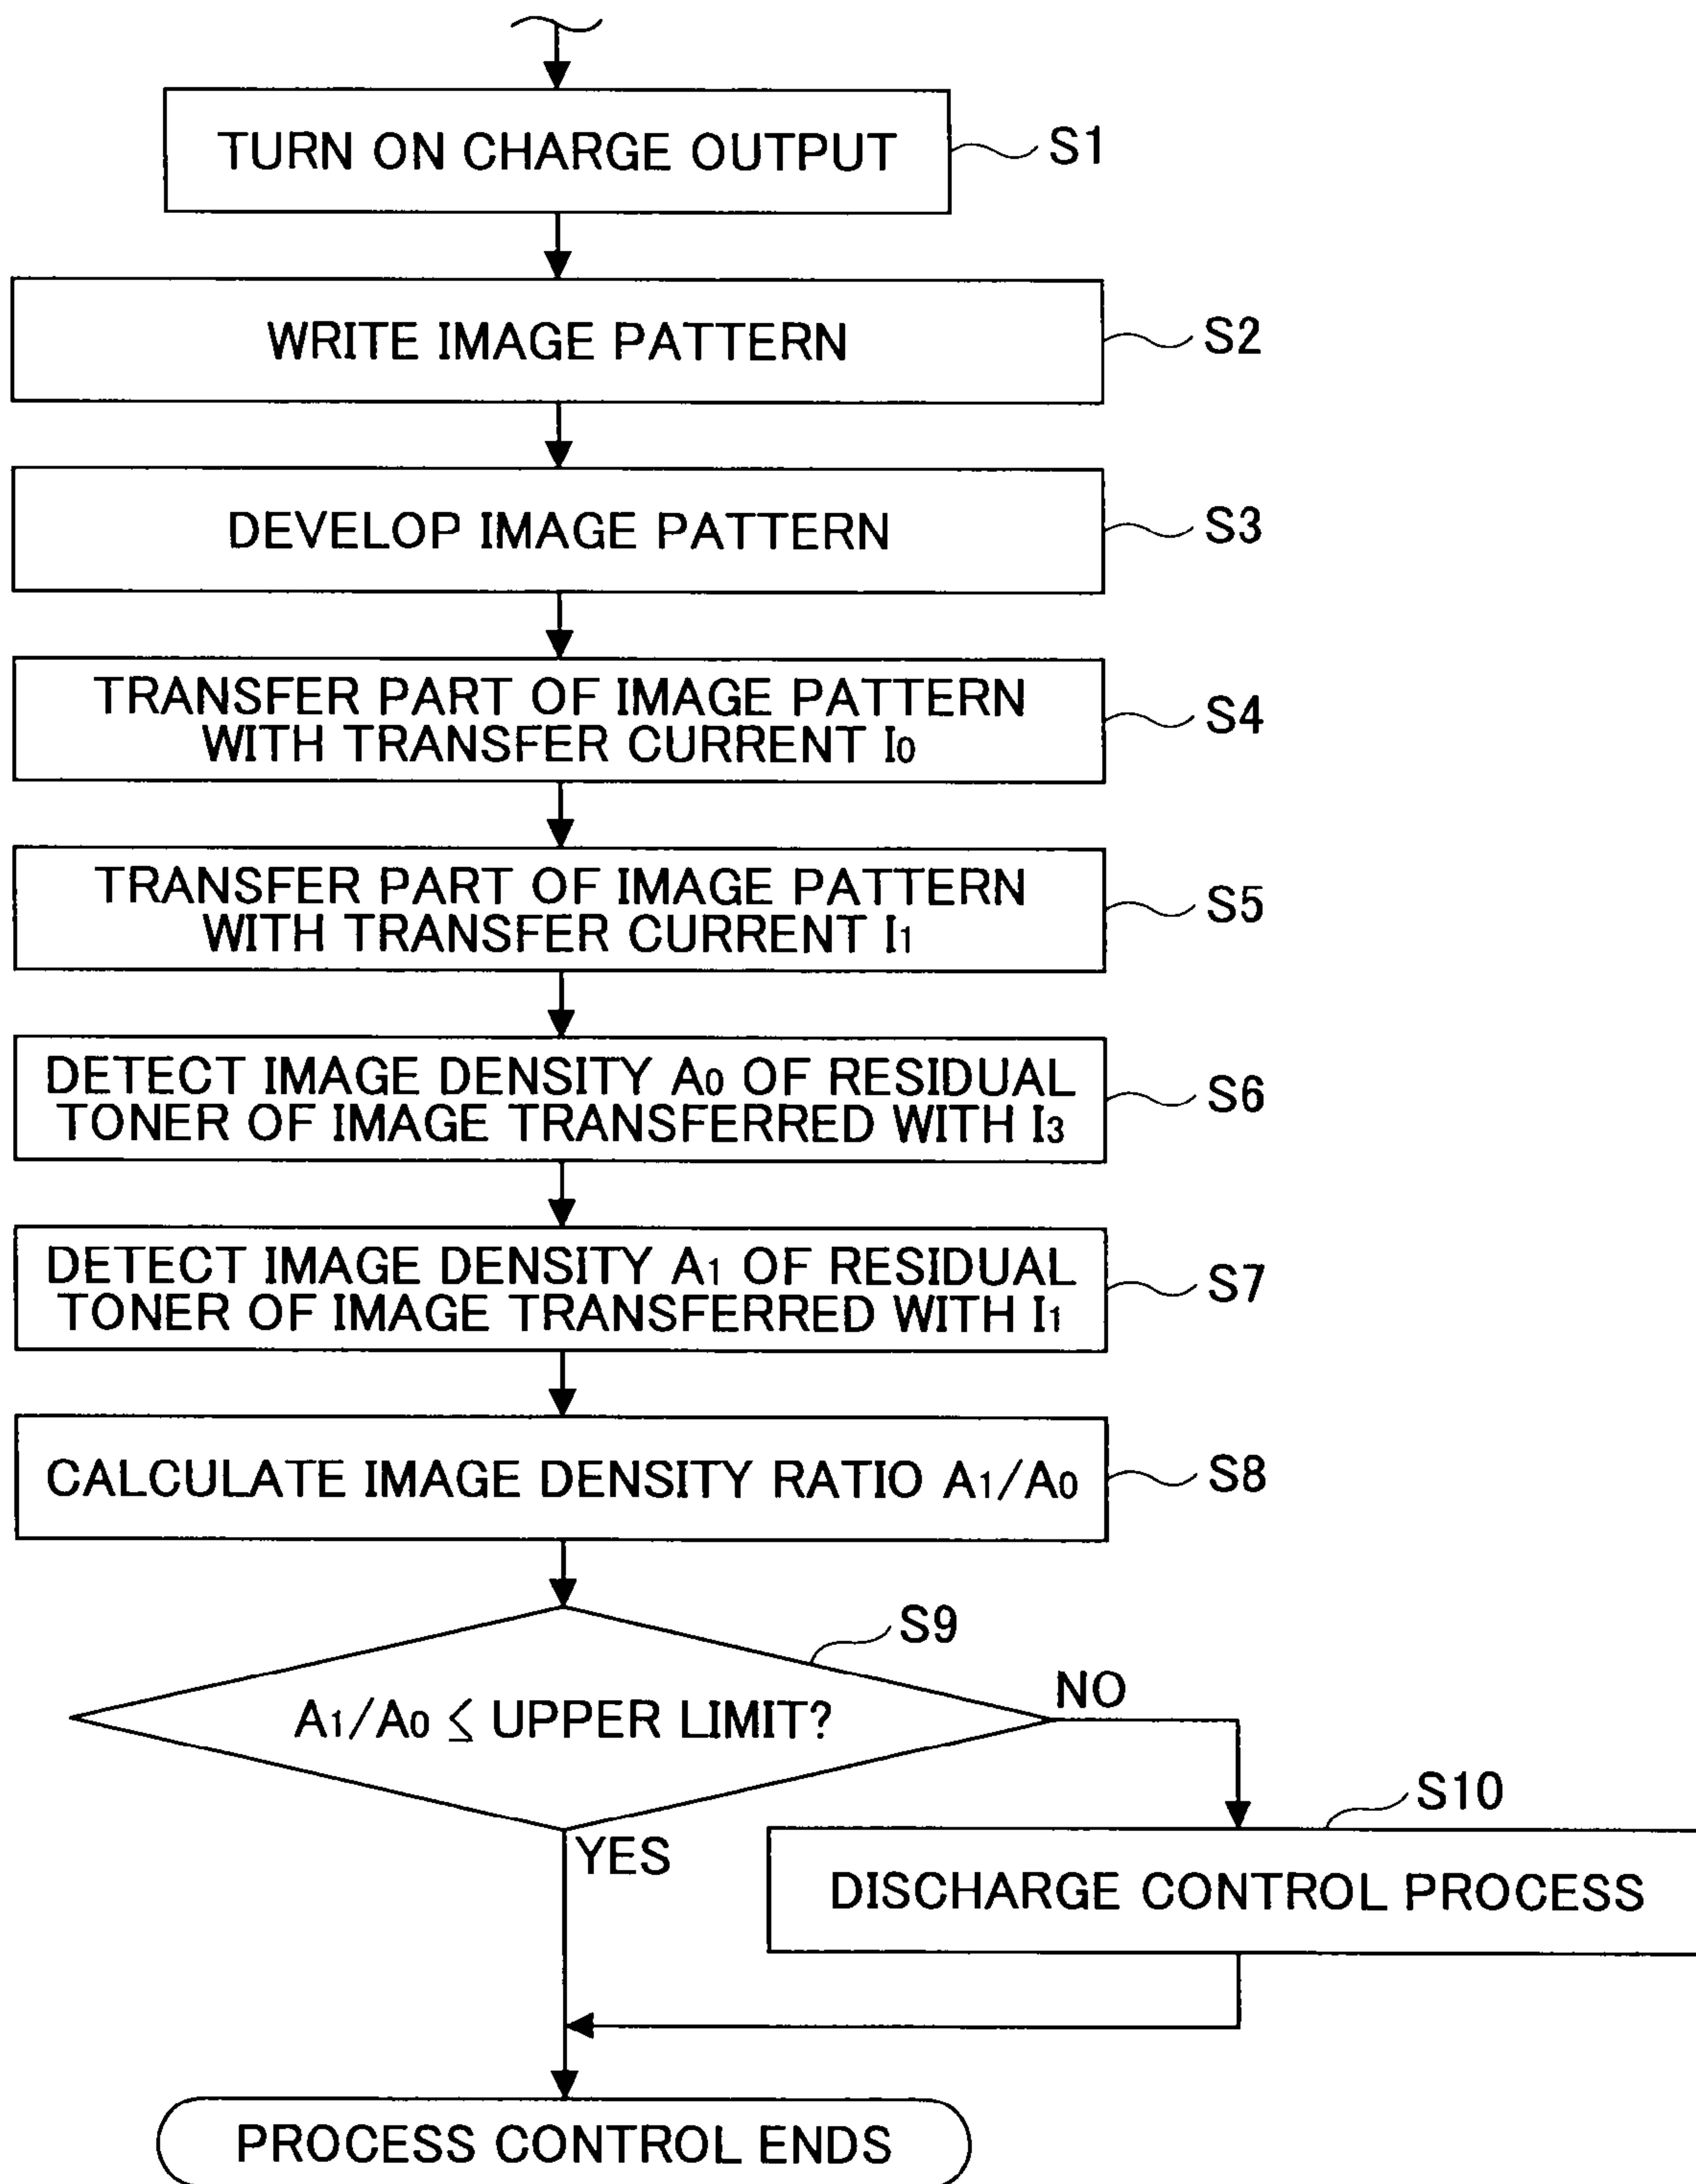 TURN ON CHARGE OUTPUT
S1
WRITE IMAGE PATTERN
S2
DEVELOP IMAGE PATTERN
S3
TRANSFER PART OF IMAGE PATTERN
WITH TRANSFER CURRENT I0
S4
TRANSFER PART OF IMAGE PATTERN
WITH TRANSFER CURRENT I1
S5
DETECT IMAGE DENSITY A0 OF RESIDUAL
TONER OF IMAGE TRANSFERRED WITH I3
S6
DETECT IMAGE DENSITY A1 OF RESIDUAL
TONER OF IMAGE TRANSFERRED WITH I1
S7
CALCULATE IMAGE DENSITY RATIO A1/A0
S8
S9
A1/A0 ≤ UPPER LIMIT?
NO
YES
S10
DISCHARGE CONTROL PROCESS
PROCESS CONTROL ENDS